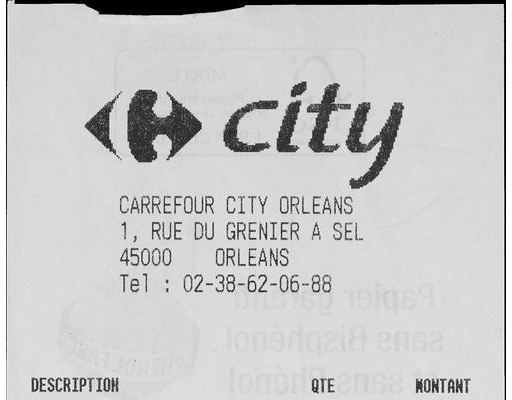 city
CARREFOUR CITY ORLEANS
1, RUE DU GRENIER A SEL
45000 ORLEANS
Tel : 02-38-62-06-88
Papier garanti
sans Bisphénol
et sans Phénol
DESCRIPTION QTE MONTANT